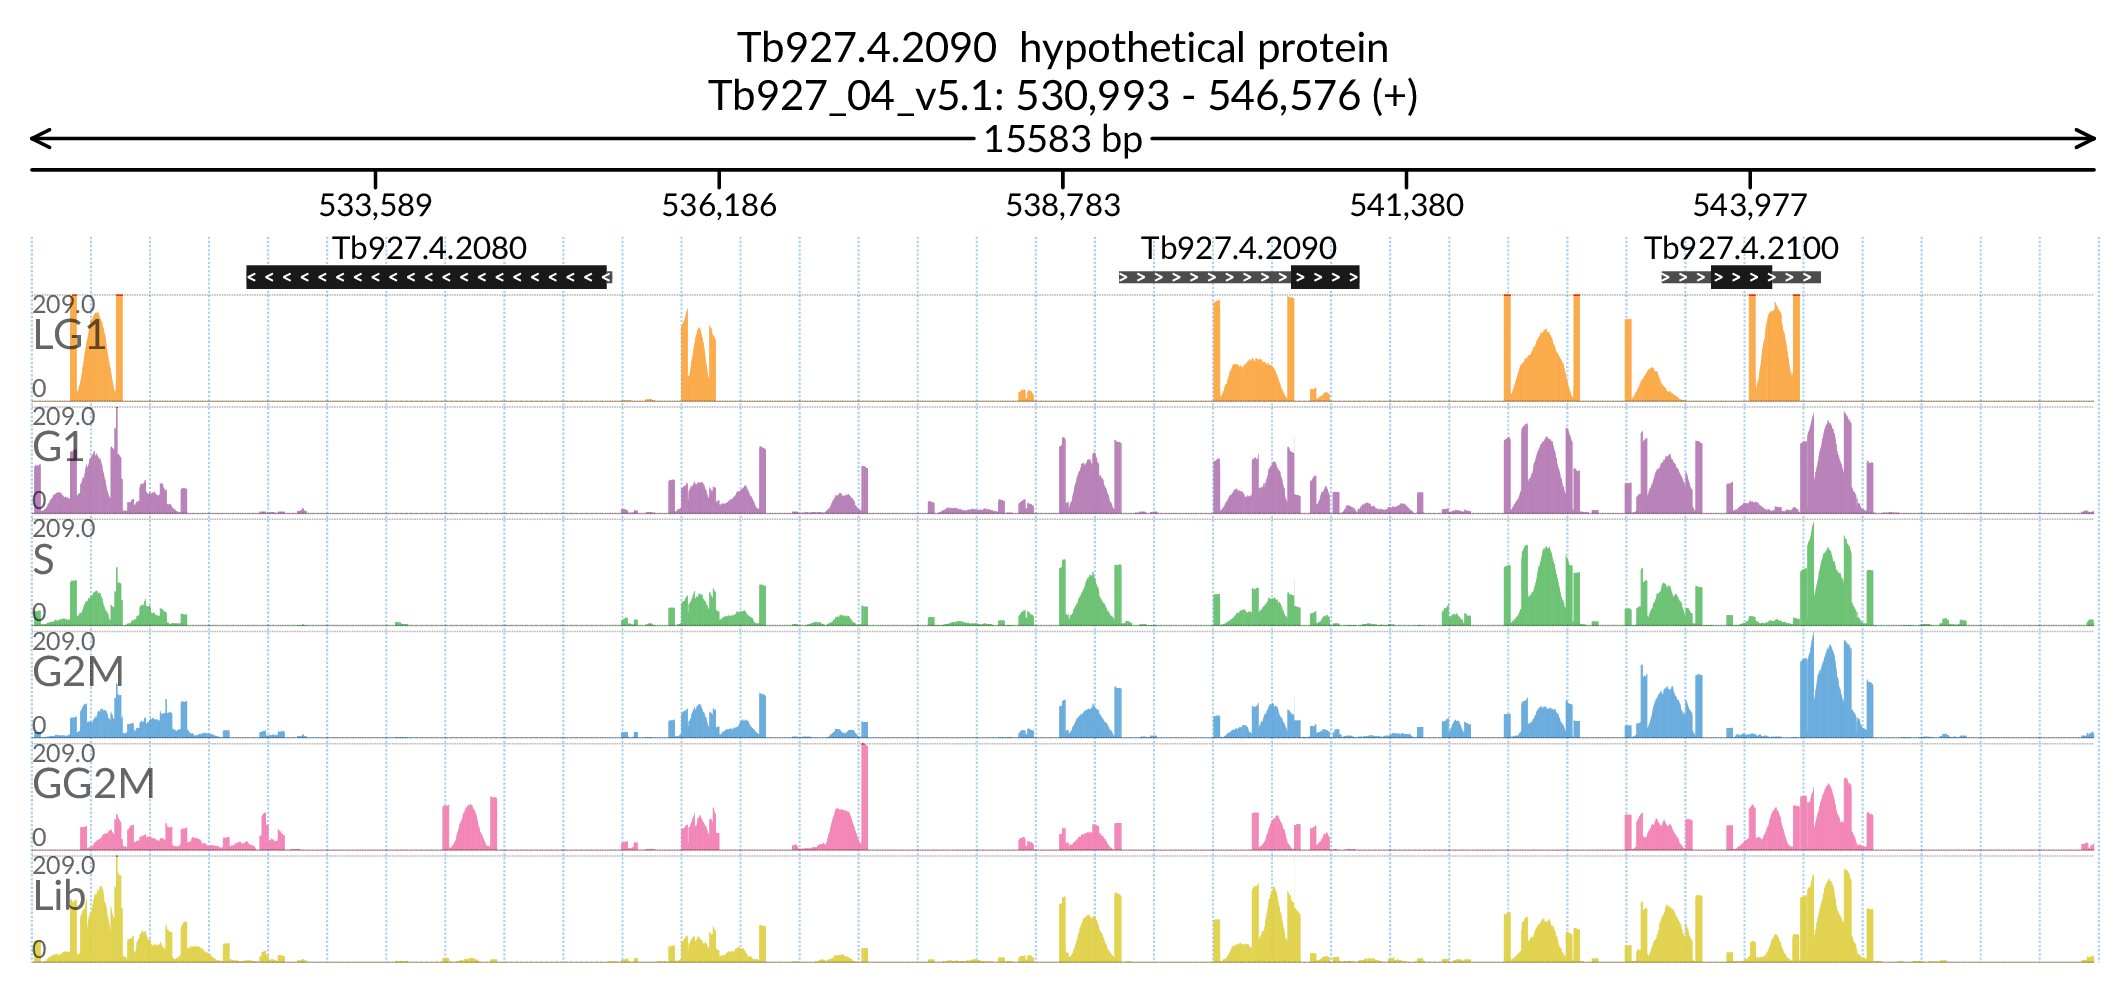 Tb927.4.2090 hypothetical protein
Tb927_04_v5.1: 530,993 - 546,576 (+)
15583 bp
533,589 536,186 538,783 541,380 543,977
Tb927.4.2080 Tb927.4.2090 Tb927.4.2100
209.0
LG1
0
209.0
G1
0
209.0
S
0
209.0
G2M
0
209.0
GG2M
0
209.0
Lib
0